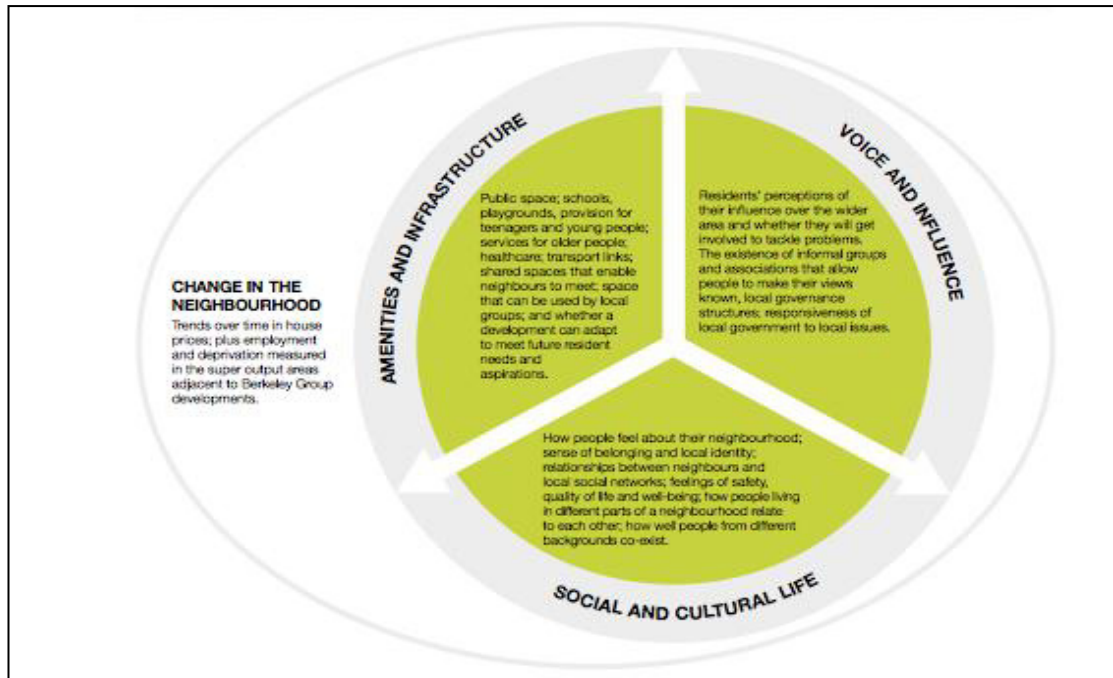 CHANGE IN THE
NEIGHBOURHOOD
Trends over time in house
prices; plus employment
and deprivation measured
in the super output areas
adjacent to Berkeley Group
developments.
AMENITIES AND INFRASTRUCTURE
Public space; schools,
playgrounds, provision for
teenagers and young people;
services for older people;
healthcare; transport links;
shared spaces that enable
neighbours to meet; space
that can be used by local
groups; and whether a
development can adapt
to meet future resident
needs and
aspirations.
VOICE AND INFLUENCE
Residents' perceptions of
their influence over the wider
area and whether they will get
involved to tackle problems.
The existence of informal groups
and associations that allow
people to make their views
known, local governance
structures; responsiveness of
local government to local issues.
How people feel about their neighbourhood;
sense of belonging and local identity;
relationships between neighbours and
local social networks; feelings of safety,
quality of life and well-being; how people living
in different parts of a neighbourhood relate
to each other; how well people from different
backgrounds co-exist.
SOCIAL AND CULTURAL LIFE